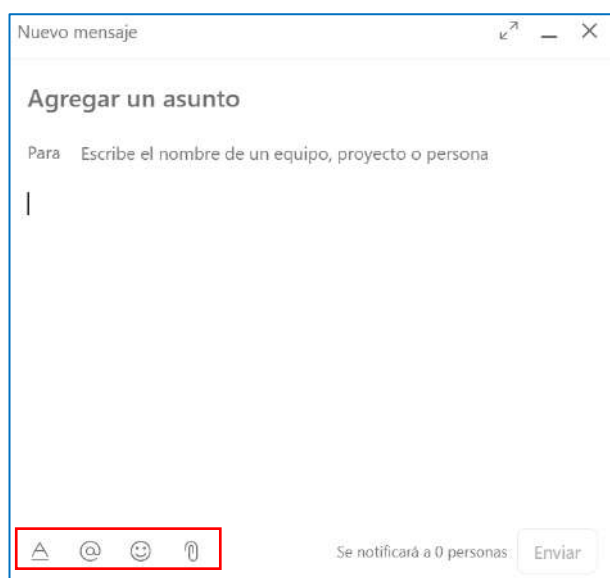 Nuevo mensaje
Agregar un asunto
Para Escribe el nombre de un equipo, proyecto o persona
Se notificará a 0 personas Enviar